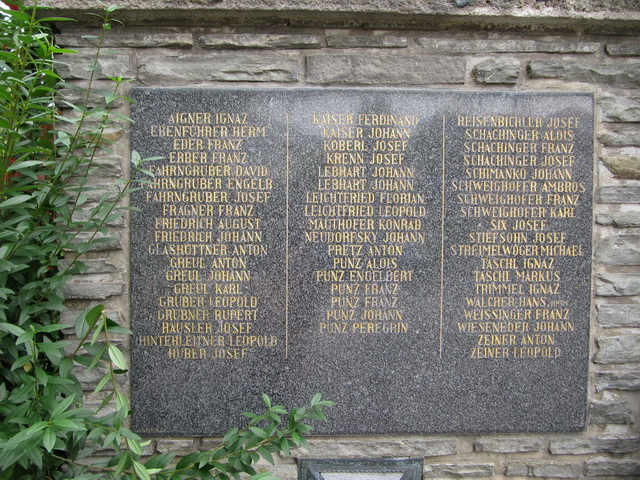 AIGNER IGNAZ
EBENFÜHRER HERM.
EDER FRANZ
ERBER FRANZ
FAHRNGRUBER DAVID
FAHRNGRUBER ENGELB.
FAHRNGRUBER JOSEF
FRAGNER FRANZ
FRIEDRICH AUGUST
FRIEDRICH JOHANN
GLASHÜTTNER ANTON
GREUL ANTON
GREUL JOHANN
GREUL KARL
GRUBER LEOPOLD
GRUBNER RUPERT
HÄUSLER JOSEF
HINTERLEITNER LEOPOLD
HUBER JOSEF
KAISER FERDINAND
KAISER JOHANN
KÖBERL JOSEF
KRENN JOSEF
LEBHART JOHANN
LEBHART JOHANN
LEICHTFRIED FLORIAN
LEICHTFRIED LEOPOLD
MAUTHOFER KONRAD
NEUDORFSKY JOHANN
PRETZ ANTON
PUNZ ALOIS
PUNZ ENGELBERT
PUNZ FRANZ
PUNZ FRANZ
PUNZ JOHANN
PUNZ PEREGRIN
REISENBICHLER JOSEF
SCHACHINGER ALOIS
SCHACHINGER FRANZ
SCHACHINGER JOSEF
SCHIMANKO JOHANN
SCHWEIGHOFER AMBROS
SCHWEIGHOFER FRANZ
SCHWEIGHOFER KARL
SIX JOSEF
STIEFSOHN JOSEF
STREIMELWÖGER MICHAEL
TASCHL IGNAZ
TASCHL MARKUS
TRIMMEL IGNAZ
WALCHER HANS,
WEISSINGER FRANZ
WIESENEDER JOHANN
ZEINER ANTON
ZEINER LEOPOLD